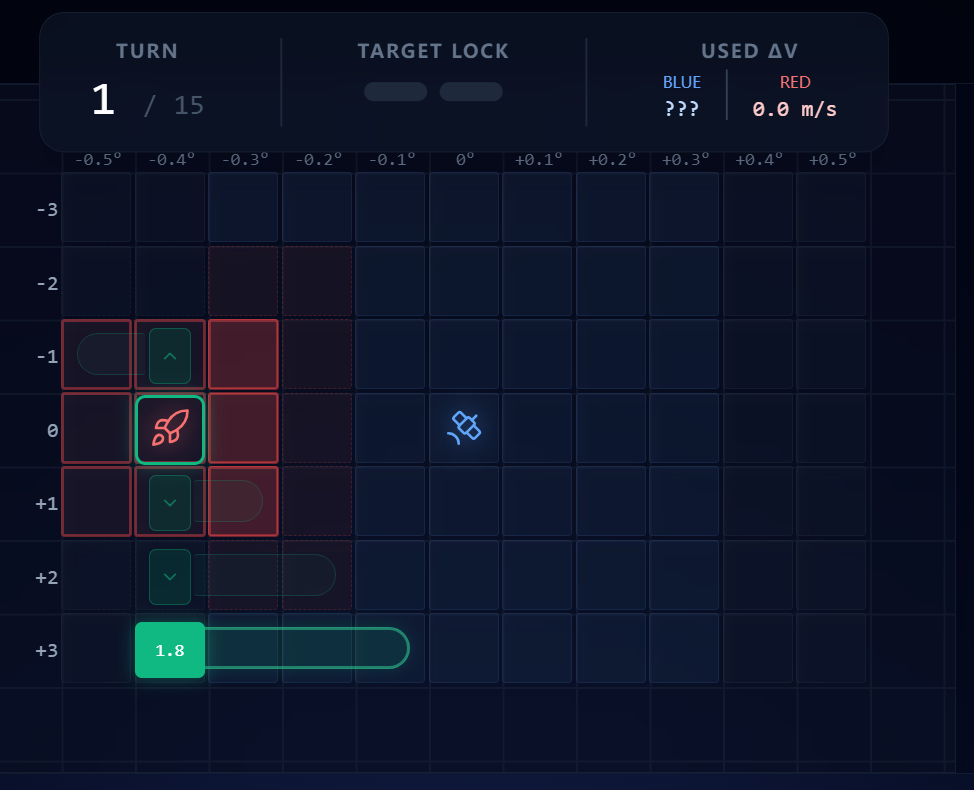 TURN
1 / 15
TARGET LOCK
USED ΔV
BLUE
???
RED
0.0 m/s
-0.5° -0.4° -0.3° -0.2° -0.1° 0° +0.1° +0.2° +0.3° +0.4° +0.5°
-3
-2
-1
0
+1
+2
+3
1.8